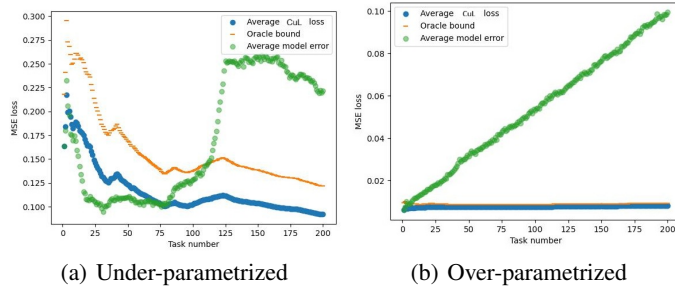 0.300
0.275
0.250
0.225
0.200
0.175
0.150
0.125
0.100
MSE loss
Average CuL loss
Oracle bound
Average model error
0 25 50 75 100 125 150 175 200
Task number
(a) Under-parametrized
0.10
0.08
0.06
0.04
0.02
MSE loss
Average CuL loss
Oracle bound
Average model error
0 25 50 75 100 125 150 175 200
Task number
(b) Over-parametrized